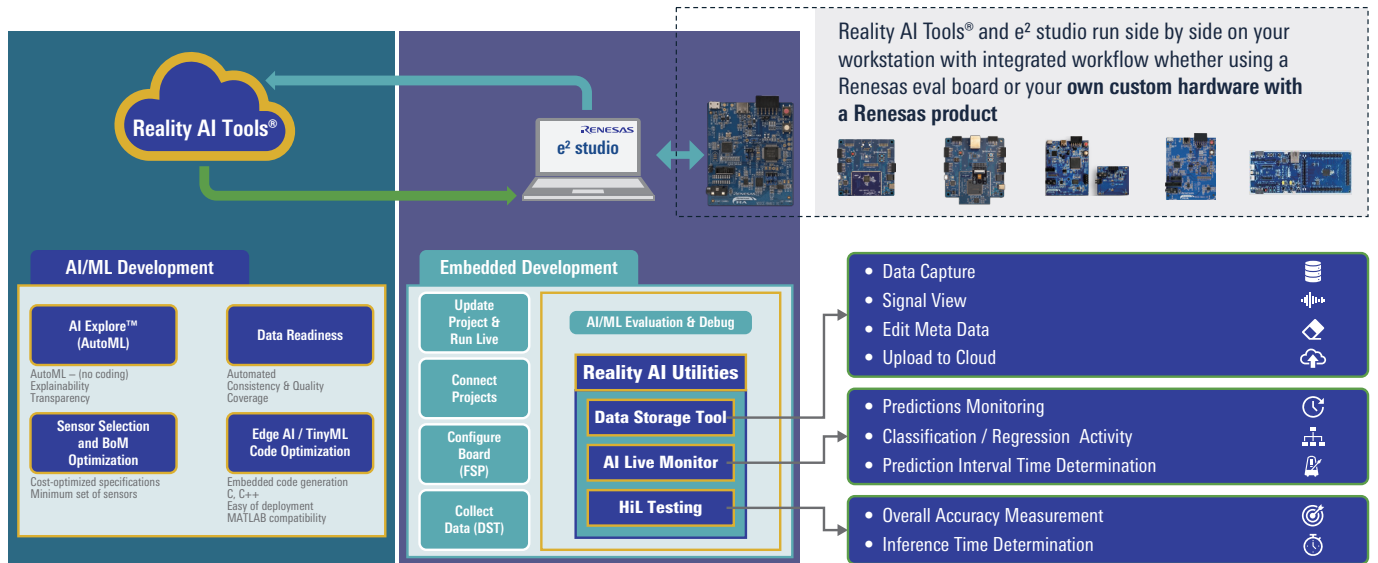 Reality AI Tools®
RENESAS
e² studio
Reality AI Tools® and e² studio run side by side on your
workstation with integrated workflow whether using a
Renesas eval board or your own custom hardware with
a Renesas product
AI/ML Development
AI Explore™
(AutoML)
AutoML – (no coding)
Explainability
Transparency
Data Readiness
Automated
Consistency & Quality
Coverage
Sensor Selection
and BoM
Optimization
Cost-optimized specifications
Minimum set of sensors
Edge AI / TinyML
Code Optimization
Embedded code generation
C, C++
Easy of deployment
MATLAB compatibility
Embedded Development
Update
Project &
Run Live
Connect
Projects
Configure
Board
(FSP)
Collect
Data (DST)
AI/ML Evaluation & Debug
Reality AI Utilities
Data Storage Tool
AI Live Monitor
HiL Testing
• Data Capture
• Signal View
• Edit Meta Data
• Upload to Cloud
• Predictions Monitoring
• Classification / Regression Activity
• Prediction Interval Time Determination
• Overall Accuracy Measurement
• Inference Time Determination